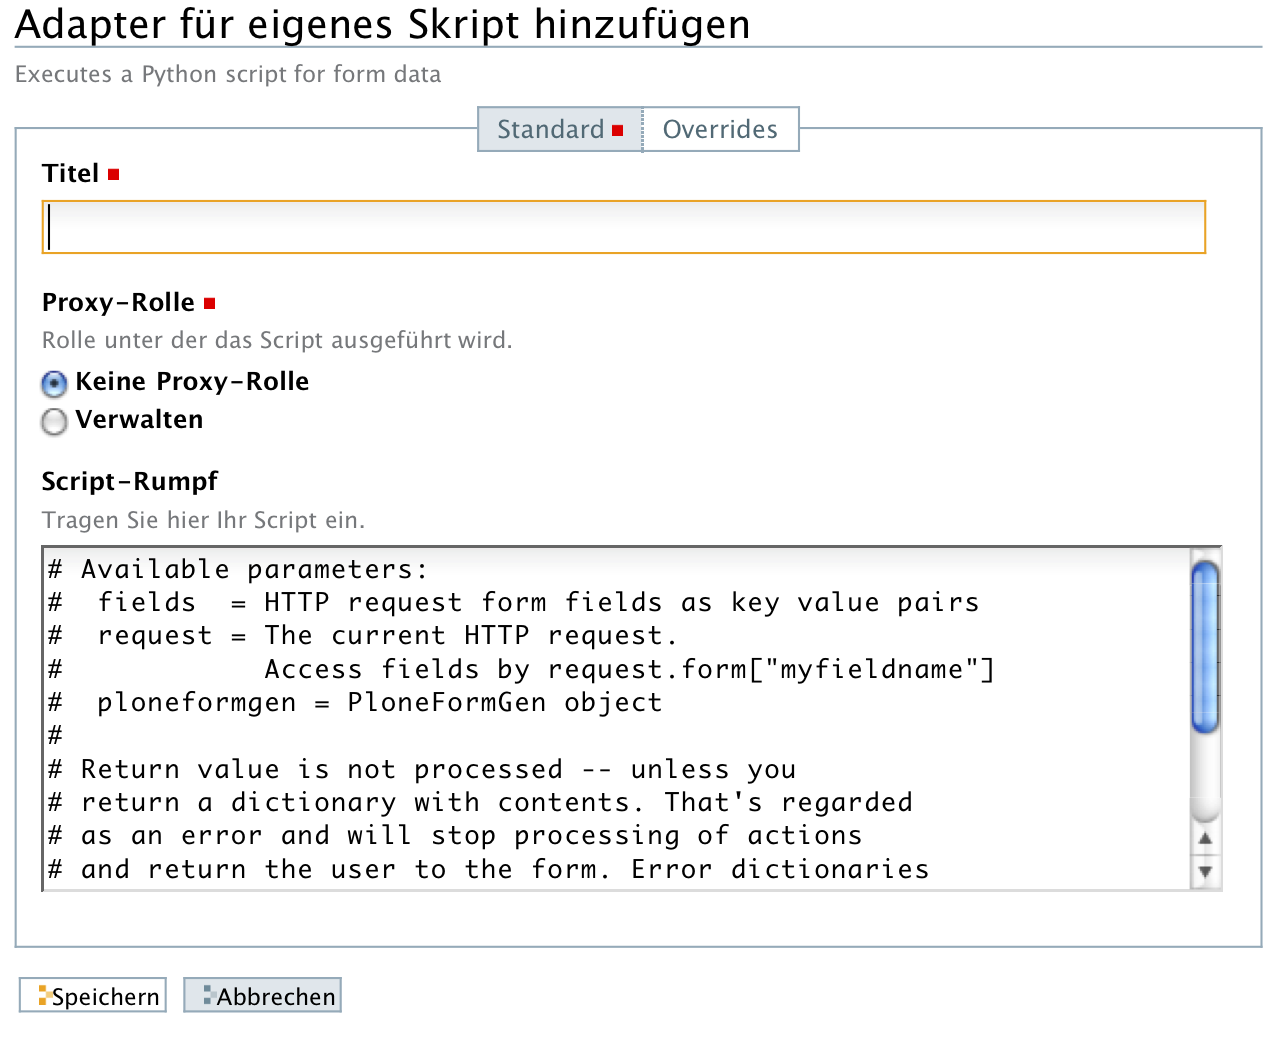 Adapter für eigenes Skript hinzufügen
Executes a Python script for form data
Standard Overrides
Titel
Proxy-Rolle
Rolle unter der das Script ausgeführt wird.
Keine Proxy-Rolle
Verwalten
Script-Rumpf
Tragen Sie hier Ihr Script ein.
# Available parameters:
#  fields  = HTTP request form fields as key value pairs
#  request = The current HTTP request.
#            Access fields by request.form["myfieldname"]
#  ploneformgen = PloneFormGen object
#
# Return value is not processed -- unless you
# return a dictionary with contents. That's regarded
# as an error and will stop processing of actions
# and return the user to the form. Error dictionaries
Speichern Abbrechen